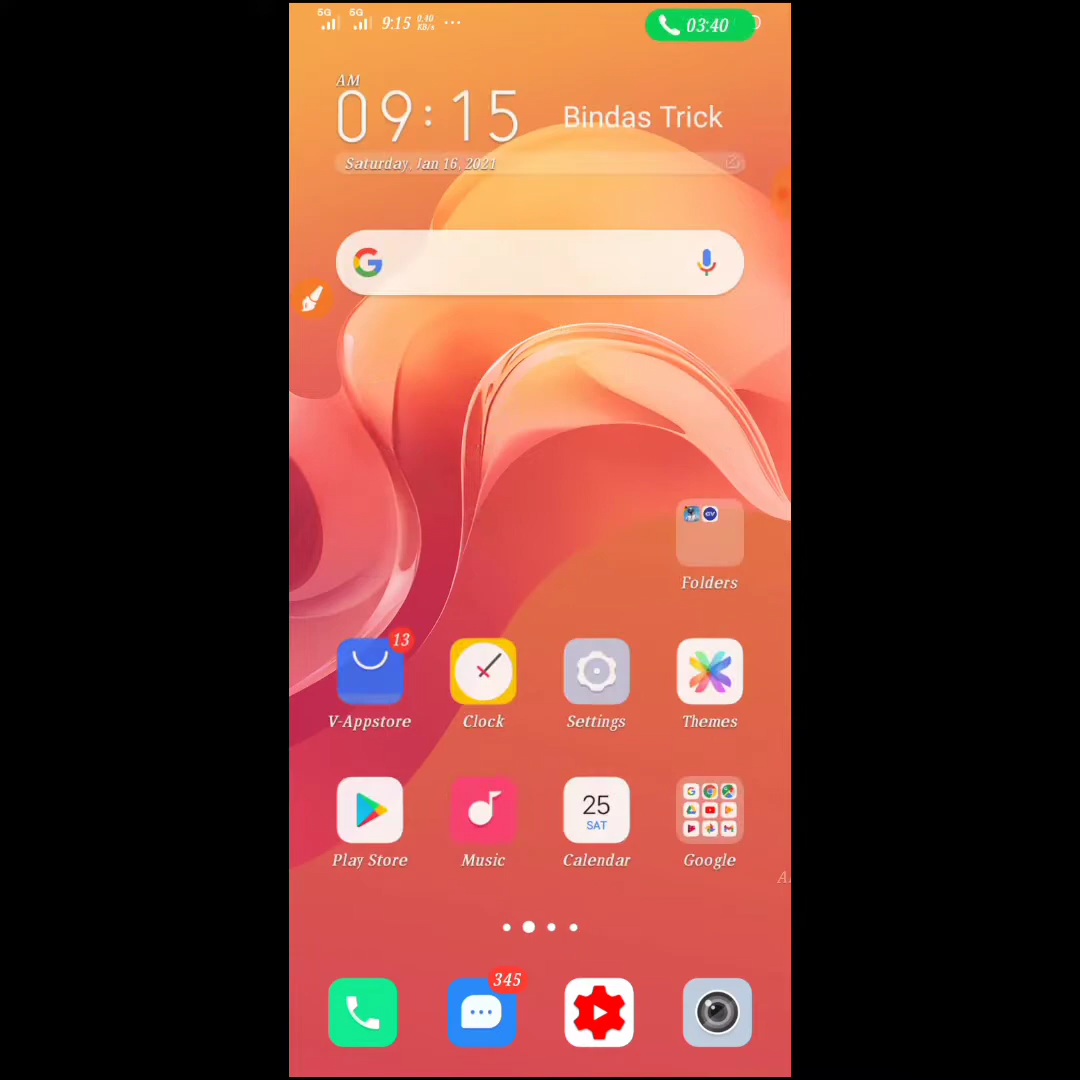 5G 5G 9:15 0.40 KB/s ... 03:40
AM
09:15 Bindas Trick
Saturday, Jan 16, 2021
CV
Folders
13
V-Appstore Clock Settings Themes
25
SAT
Play Store Music Calendar Google
345